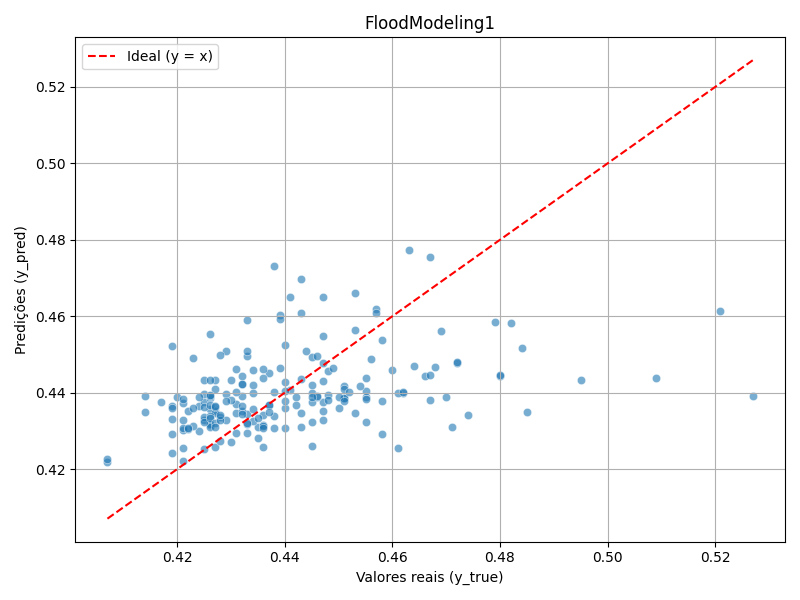 FloodModeling1
Ideal (y = x)
Predições (y_pred)
0.52
0.50
0.48
0.46
0.44
0.42
0.42 0.44 0.46 0.48 0.50 0.52
Valores reais (y_true)